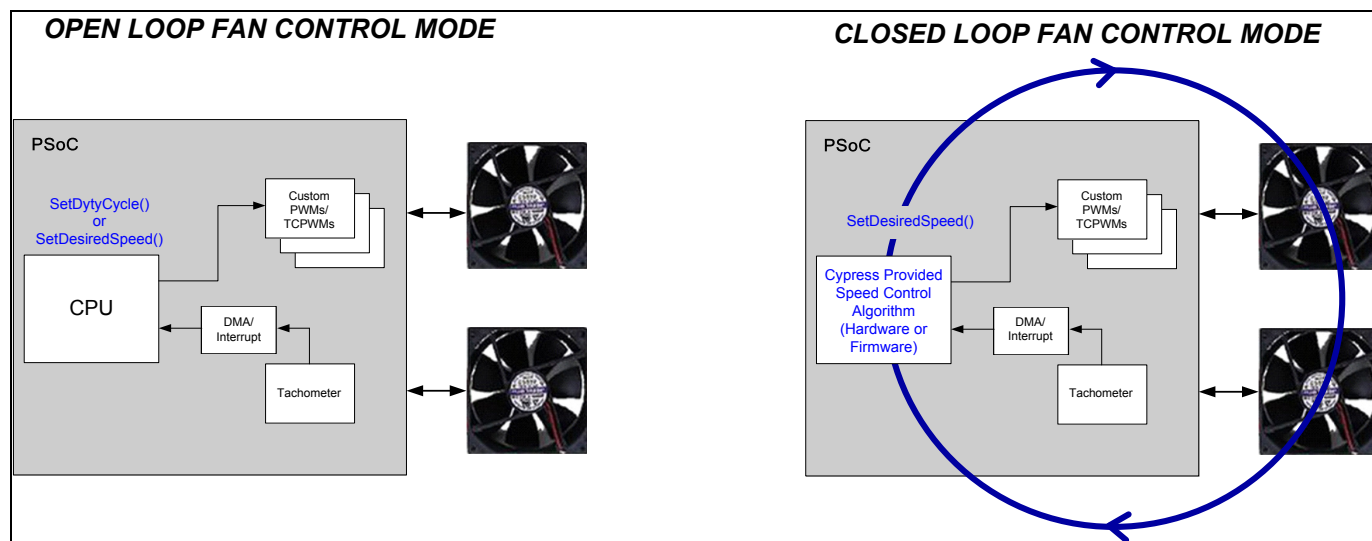 OPEN LOOP FAN CONTROL MODE
PSoC
SetDytyCycle()
or
SetDesiredSpeed()
CPU
Custom
PWMs/
TCPWMs
DMA/
Interrupt
Tachometer
CLOSED LOOP FAN CONTROL MODE
PSoC
SetDesiredSpeed()
Cypress Provided
Speed Control
Algorithm
(Hardware or
Firmware)
Custom
PWMs/
TCPWMs
DMA/
Interrupt
Tachometer